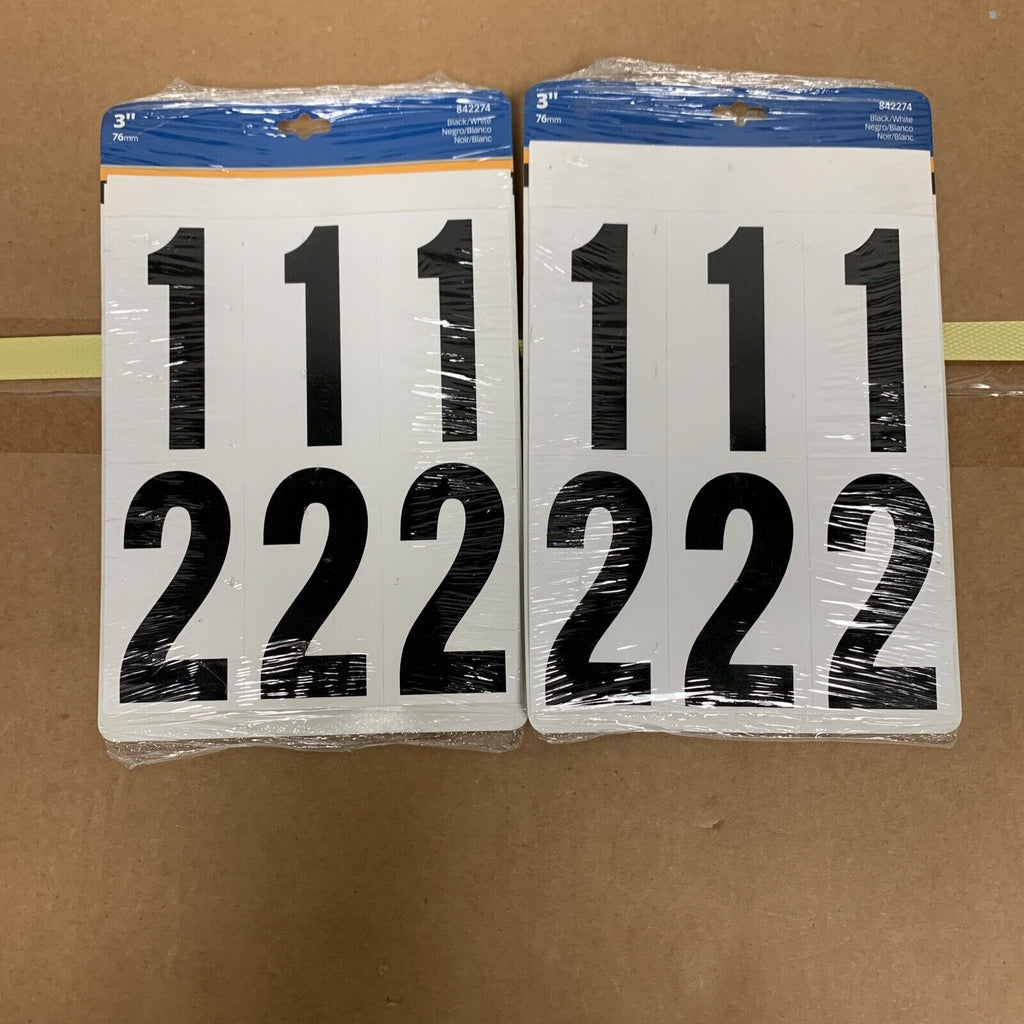 3"
76mm
842274
Black/White
Negro/Blanco
Noir/Blanc
1 1 1
2 2 2
3"
76mm
842274
Black/White
Negro/Blanco
Noir/Blanc
1 1 1
2 2 2